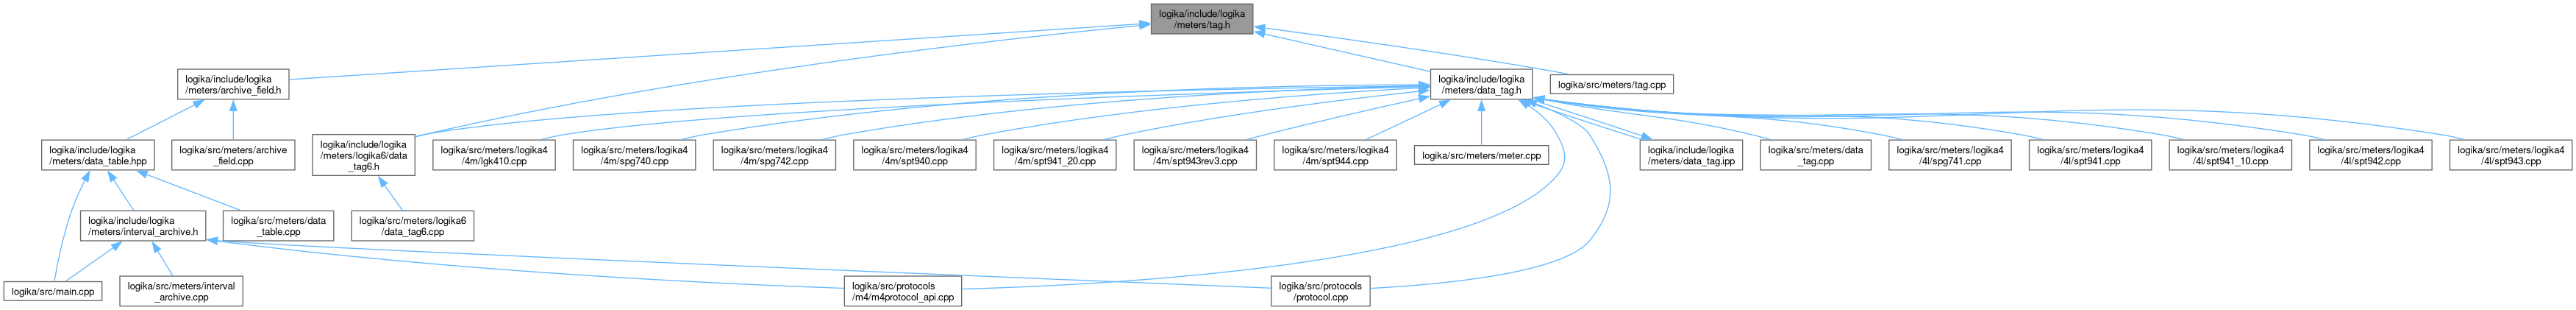 logika/include/logika
/meters/tag.h
logika/include/logika
/meters/archive_field.h
logika/include/logika
/meters/data_tag.h
logika/src/meters/tag.cpp
logika/include/logika
/meters/data_table.hpp
logika/src/meters/archive
_field.cpp
logika/include/logika
/meters/logika6/data
_tag6.h
logika/src/meters/logika4
/4m/lgk410.cpp
logika/src/meters/logika4
/4m/spg740.cpp
logika/src/meters/logika4
/4m/spg742.cpp
logika/src/meters/logika4
/4m/spt940.cpp
logika/src/meters/logika4
/4m/spt941_20.cpp
logika/src/meters/logika4
/4m/spt943rev3.cpp
logika/src/meters/logika4
/4m/spt944.cpp
logika/src/meters/meter.cpp
logika/include/logika
/meters/data_tag.ipp
logika/src/meters/data
_tag.cpp
logika/src/meters/logika4
/4l/spg741.cpp
logika/src/meters/logika4
/4l/spt941.cpp
logika/src/meters/logika4
/4l/spt941_10.cpp
logika/src/meters/logika4
/4l/spt942.cpp
logika/src/meters/logika4
/4l/spt943.cpp
logika/include/logika
/meters/interval_archive.h
logika/src/meters/data
_table.cpp
logika/src/meters/logika6
/data_tag6.cpp
logika/src/main.cpp
logika/src/meters/interval
_archive.cpp
logika/src/protocols
/m4/m4protocol_api.cpp
logika/src/protocols
/protocol.cpp